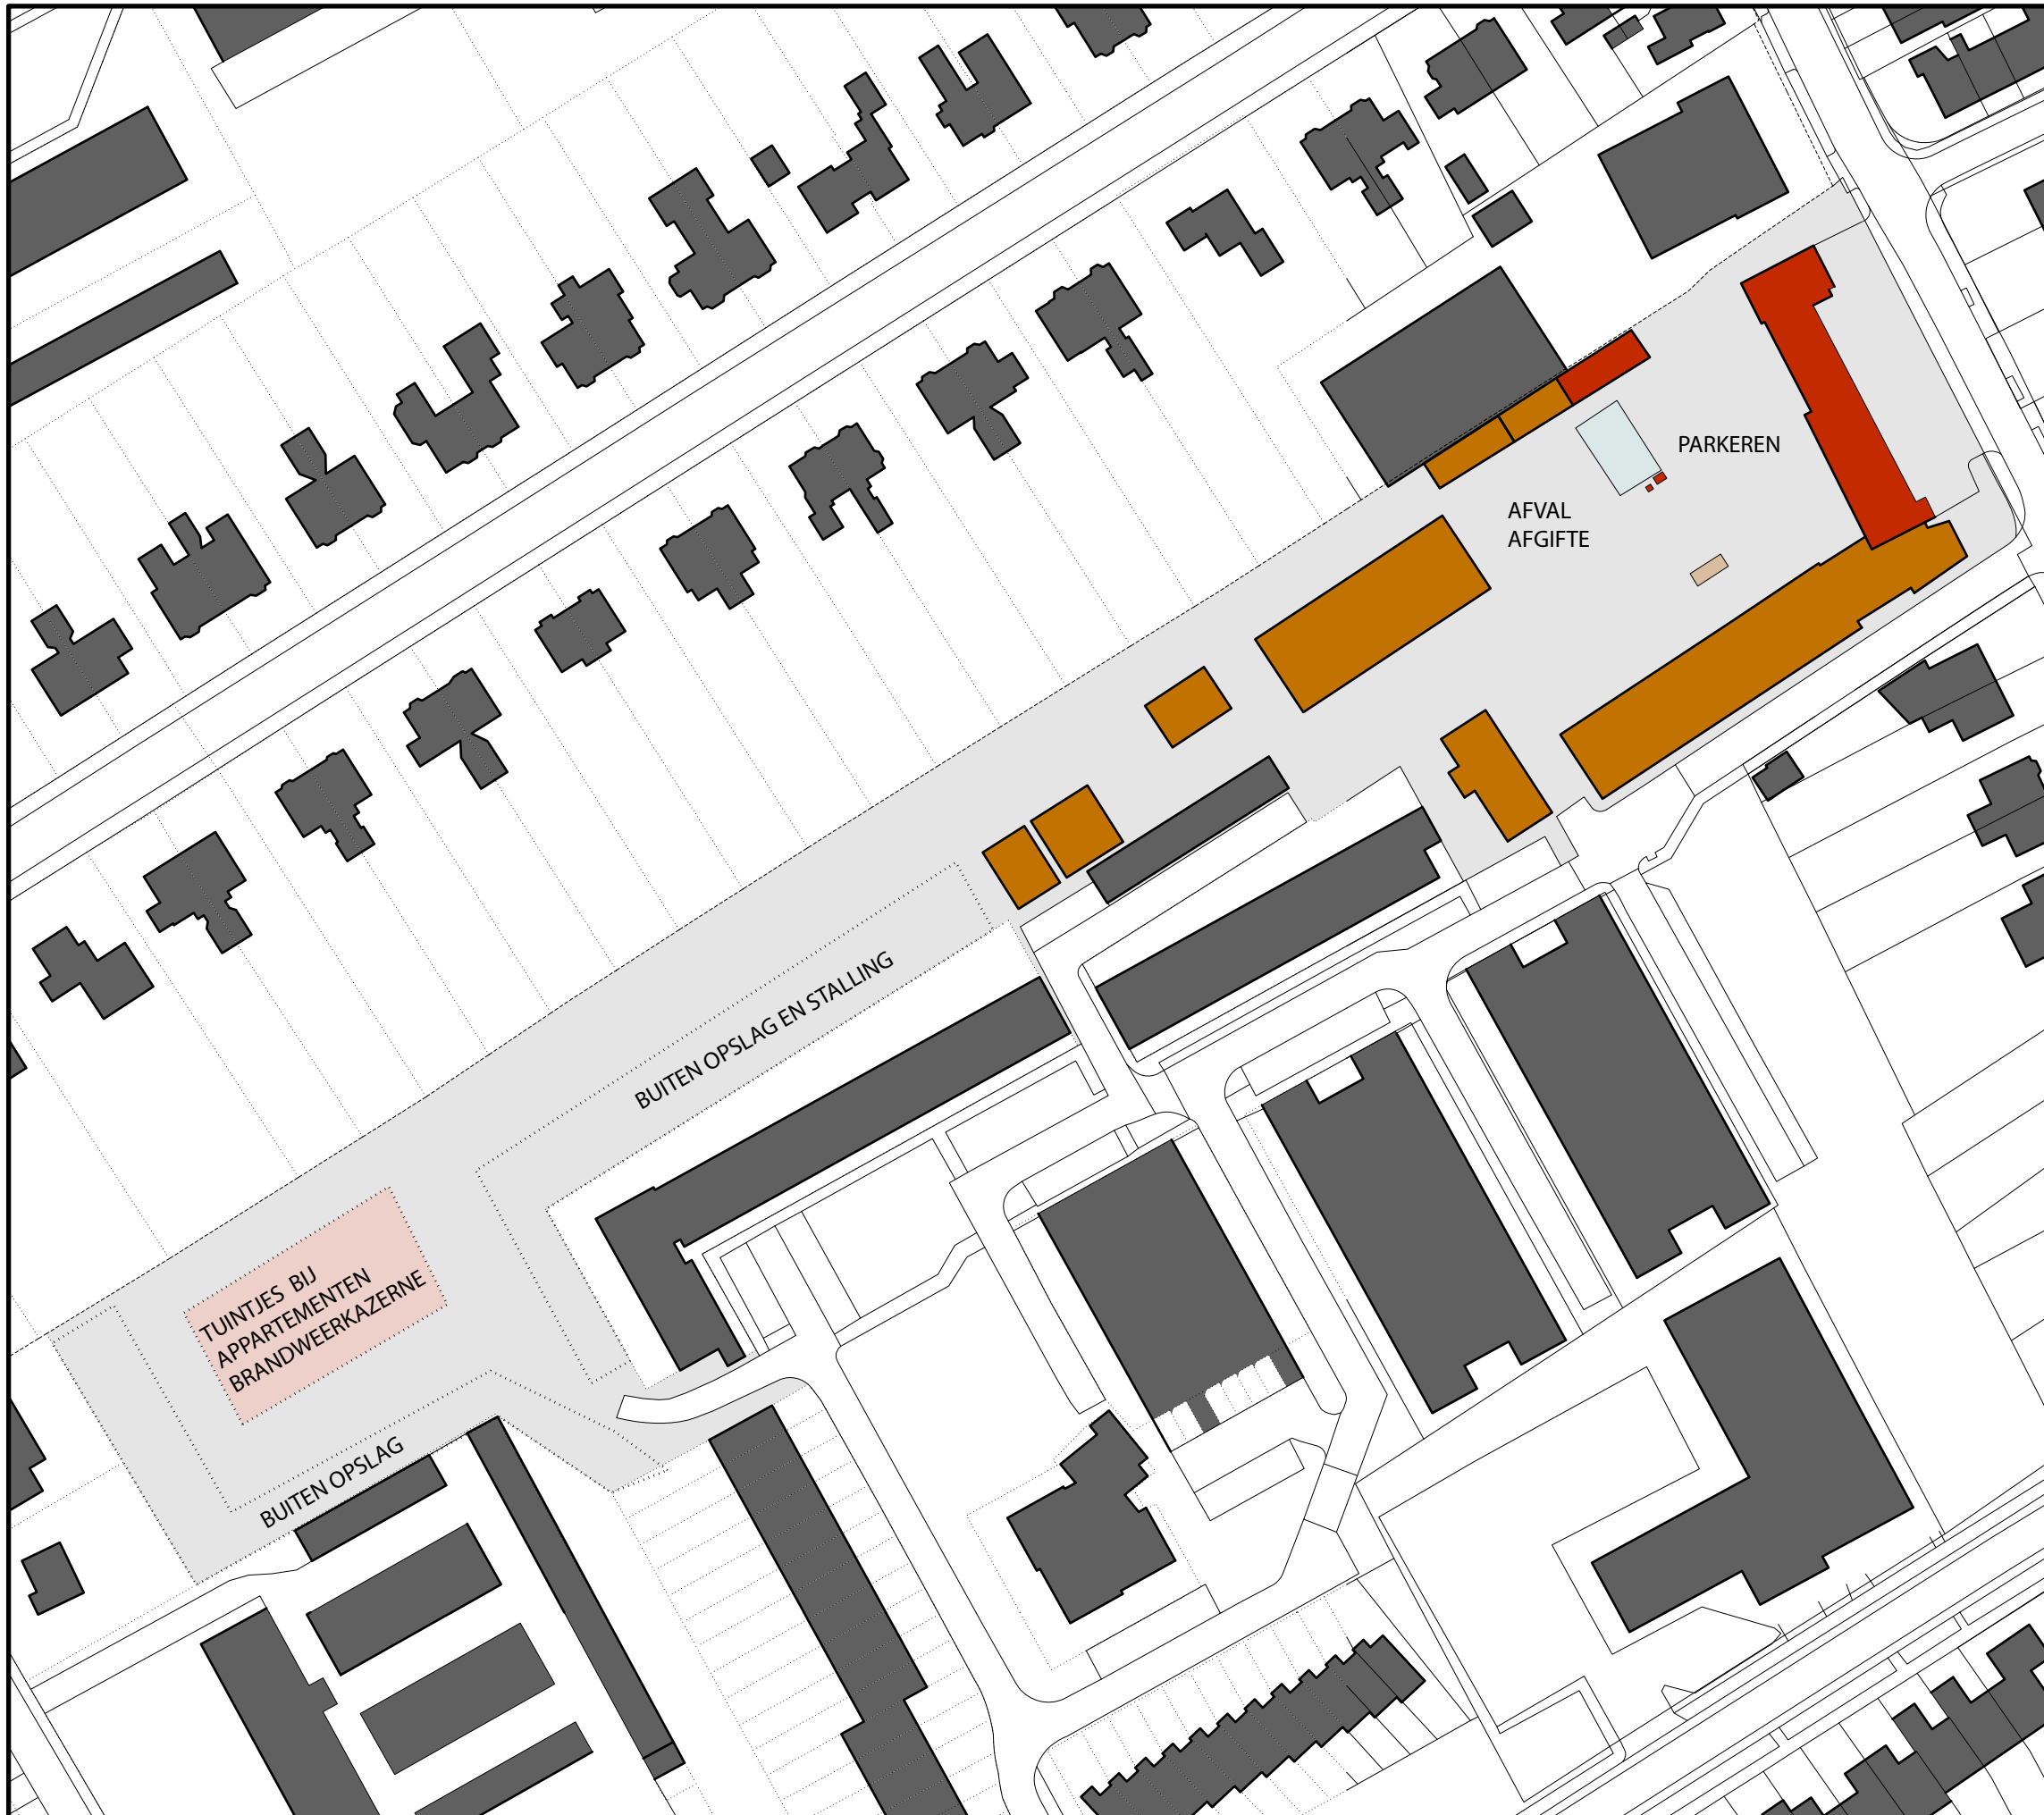 PARKEREN
AFVAL
AFGIFTE
BUITEN OPSLAG EN STALLING
TUINTJES BIJ
APPARTEMENTEN
BRANDWEERKAZERNE
BUITEN OPSLAG